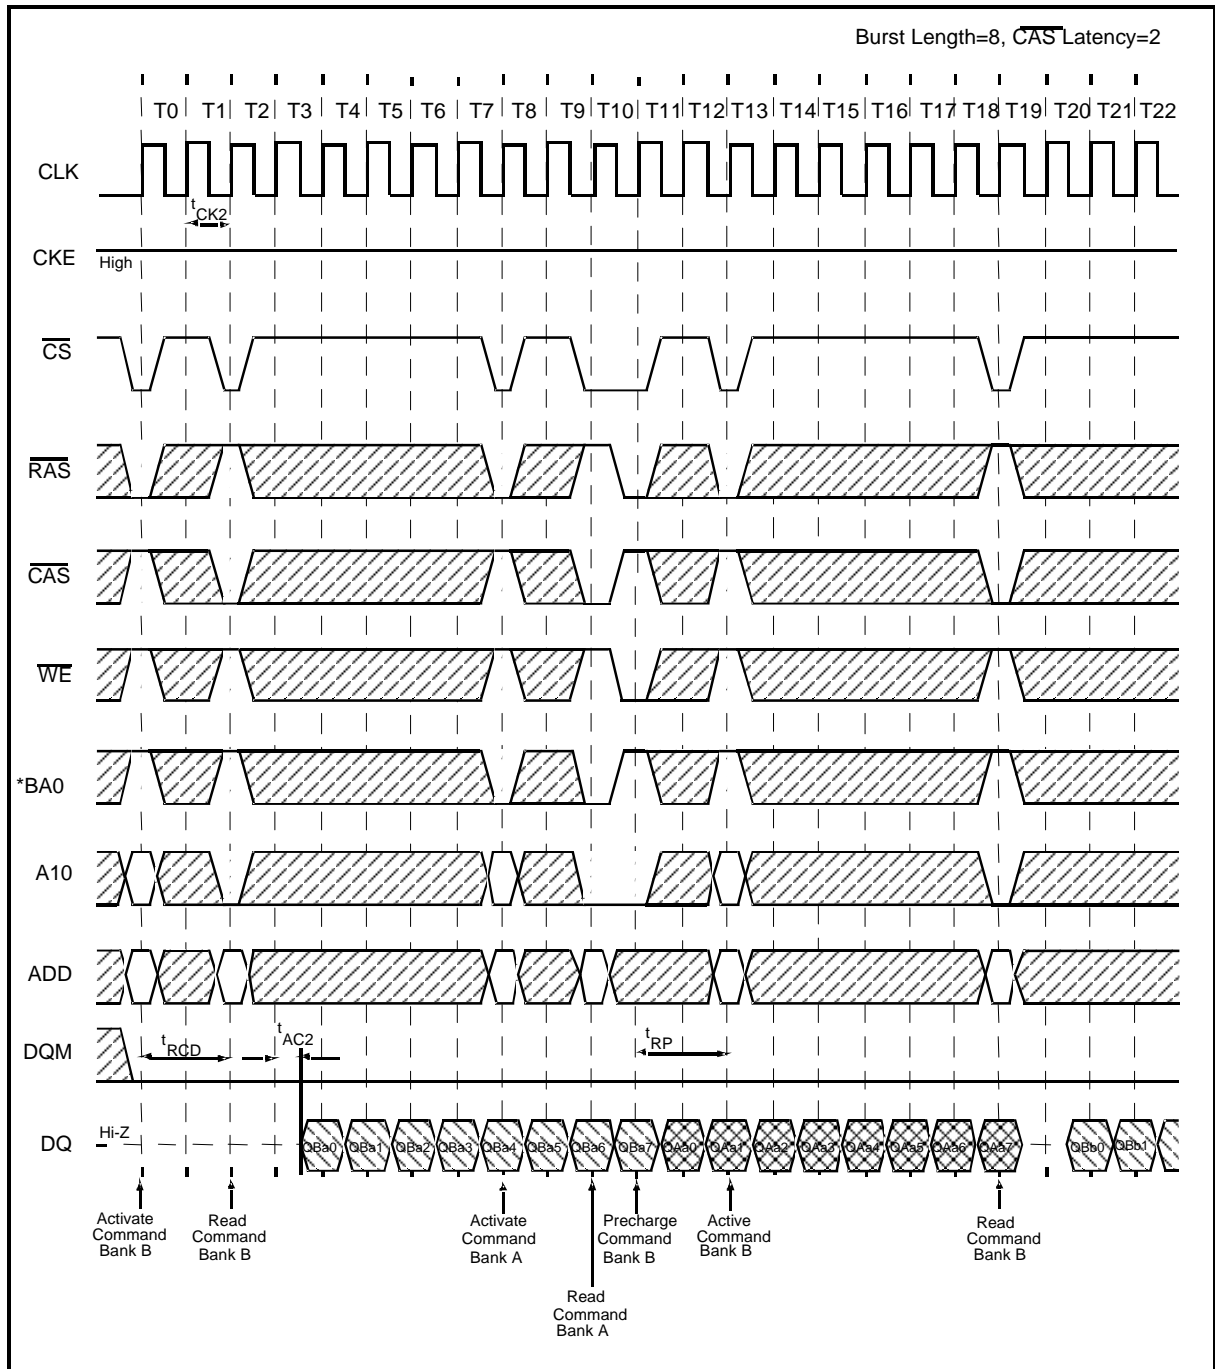 Burst Length=8, CAS Latency=2
T0 T1 T2 T3 T4 T5 T6 T7 T8 T9 T10 T11 T12 T13 T14 T15 T16 T17 T18 T19 T20 T21 T22
CLK
tCK2
CKE
High
CS
RAS
CAS
WE
*BA0
A10
ADD
DQM
tRCD
tAC2
tRP
DQ
Hi-Z
QBa0 QBa1 QBa2 QBa3 QBa4 QBa5 QBa6 QBa7 QAa0 QAa1 QAa2 QAa3 QAa4 QAa5 QAa6 QAa7 QBb0 QBb1
Activate
Command
Bank B
Read
Command
Bank B
Activate
Command
Bank A
Read
Command
Bank A
Precharge
Command
Bank B
Active
Command
Bank B
Read
Command
Bank B